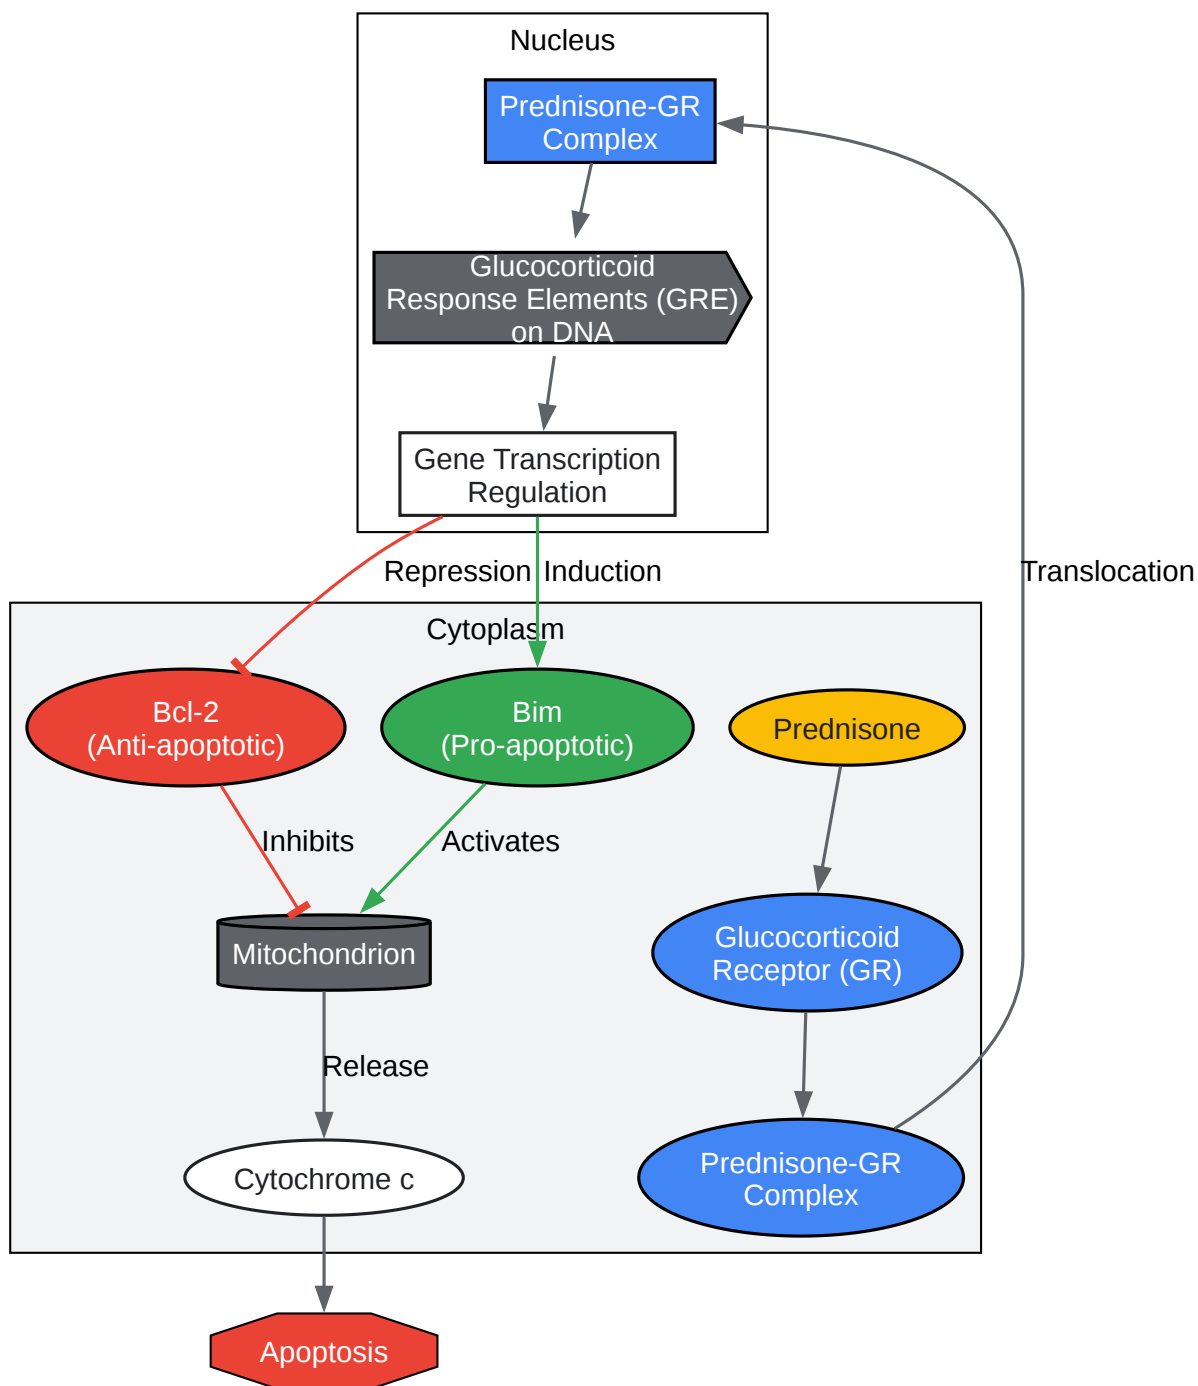 Nucleus
Prednisone-GR
Complex
Glucocorticoid
Response Elements (GRE)
on DNA
Gene Transcription
Regulation
Repression
Induction
Translocation
Cytoplasm
Bcl-2
(Anti-apoptotic)
Bim
(Pro-apoptotic)
Prednisone
Inhibits
Activates
Glucocorticoid
Receptor (GR)
Mitochondrion
Release
Prednisone-GR
Complex
Cytochrome c
Apoptosis